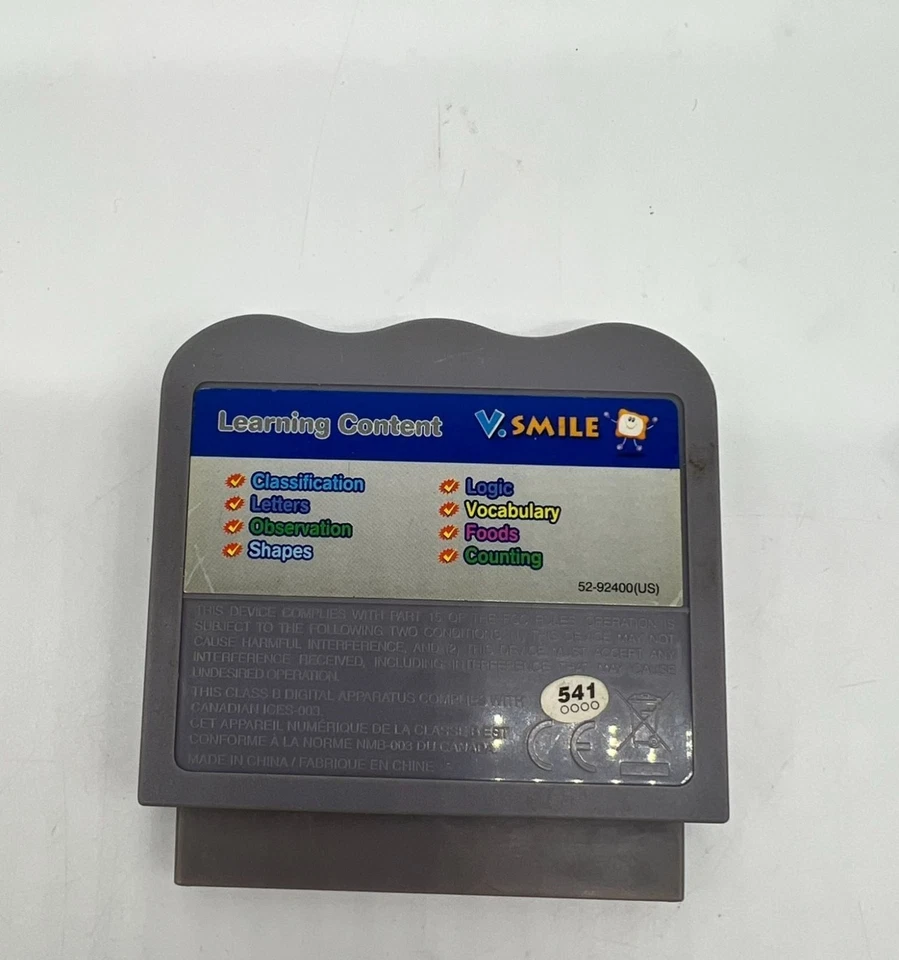 Learning Content V.SMILE
Classification
Letters
Observation
Shapes
Logic
Vocabulary
Foods
Counting
52-92400(US)
THIS DEVICE COMPLIES WITH PART 15 OF THE FCC RULES. OPERATION IS
SUBJECT TO THE FOLLOWING TWO CONDITIONS: (1) THIS DEVICE MAY NOT
CAUSE HARMFUL INTERFERENCE, AND (2) THIS DEVICE MUST ACCEPT ANY
INTERFERENCE RECEIVED, INCLUDING INTERFERENCE THAT MAY CAUSE
UNDESIRED OPERATION.
THIS CLASS B DIGITAL APPARATUS COMPLIES WITH
CANADIAN ICES-003.
CET APPAREIL NUMÉRIQUE DE LA CLASSE B EST
CONFORME À LA NORME NMB-003 DU CANADA.
MADE IN CHINA / FABRIQUÉ EN CHINE
541
CE